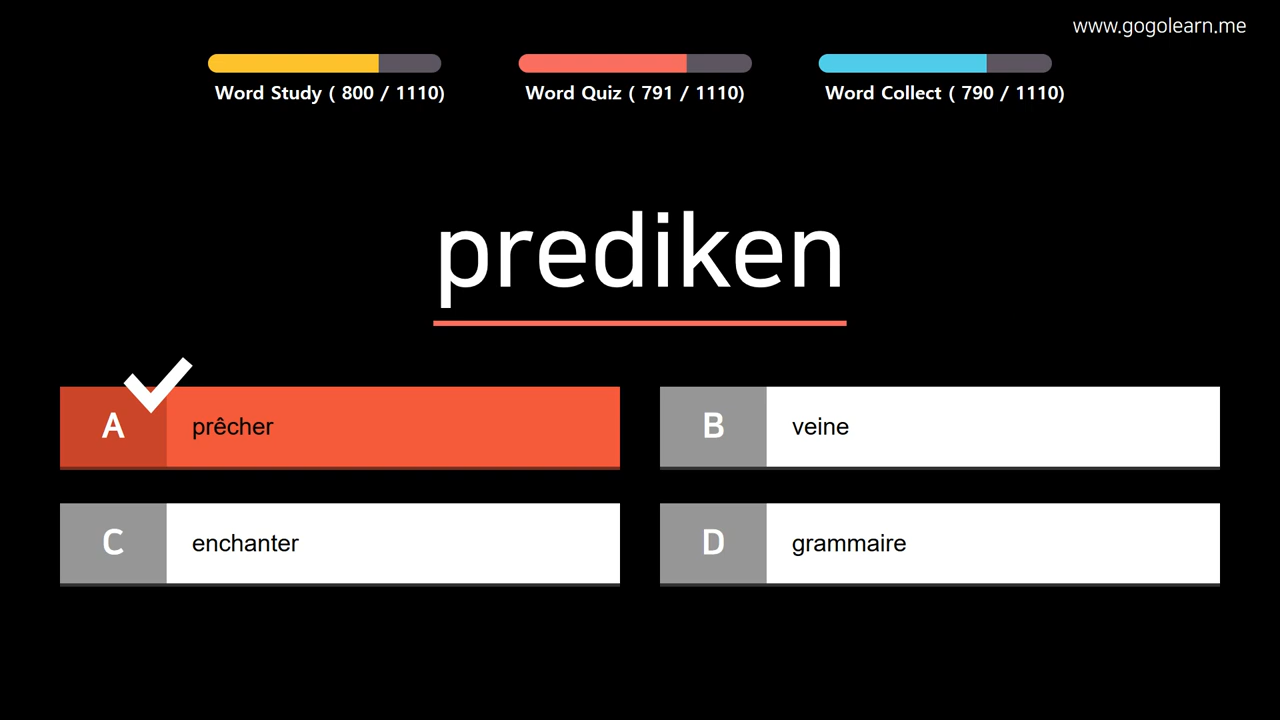 www.gogolearn.me
Word Study ( 800 / 1110)
Word Quiz ( 791 / 1110)
Word Collect ( 790 / 1110)
prediken
A prêcher
B veine
C enchanter
D grammaire